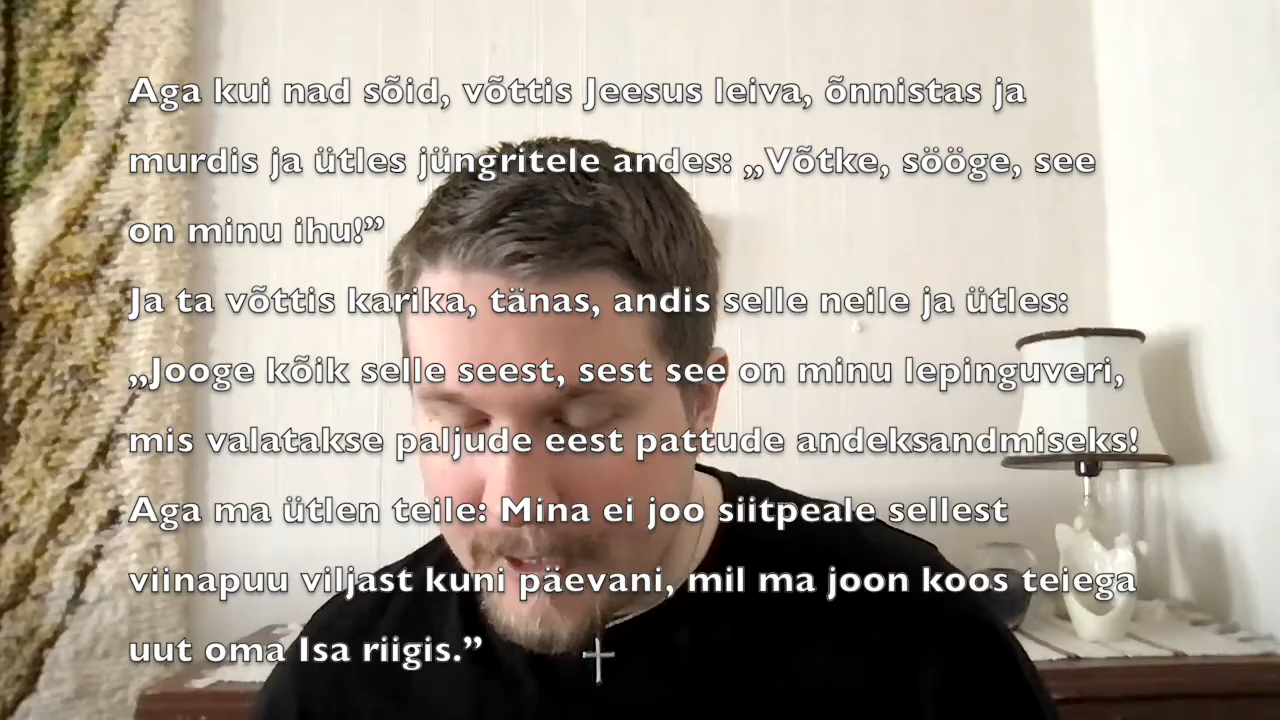 Aga kui nad sõid, võttis Jeesus leiva, õnnistas ja
murdis ja ütles jüngritele andes: „Võtke, sööge, see
on minu ihu!”
Ja ta võttis karika, tänas, andis selle neile ja ütles:
„Jooge kõik selle seest, sest see on minu lepinguveri,
mis valatakse paljude eest pattude andeksandmiseks!
Aga ma ütlen teile: Mina ei joo siitpeale sellest
viinapuu viljast kuni päevani, mil ma joon koos teiega
uut oma Isa riigis.”